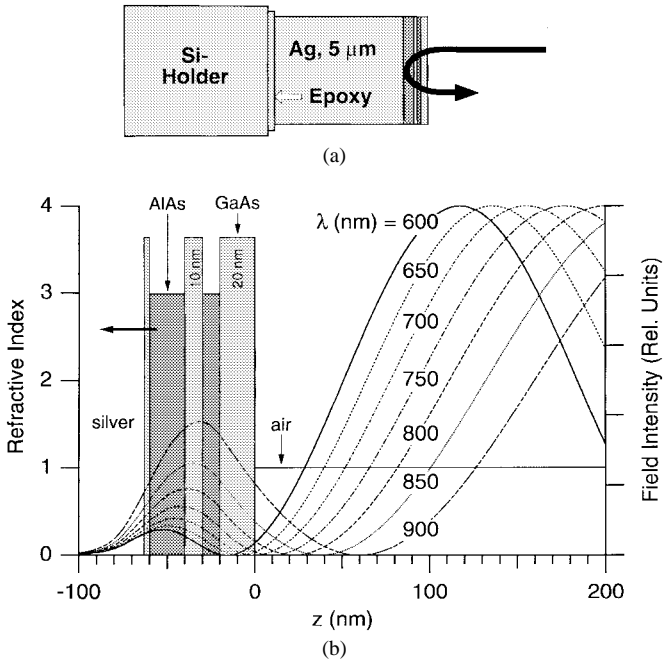 Si-
Holder
Ag, 5 μm
Epoxy
(a)
AlAs
GaAs
10 nm
20 nm
λ (nm) = 600
650
700
750
800
850
900
silver
air
4
3
2
1
0
Refractive Index
Field Intensity (Rel. Units)
-100
0
100
200
z (nm)
(b)